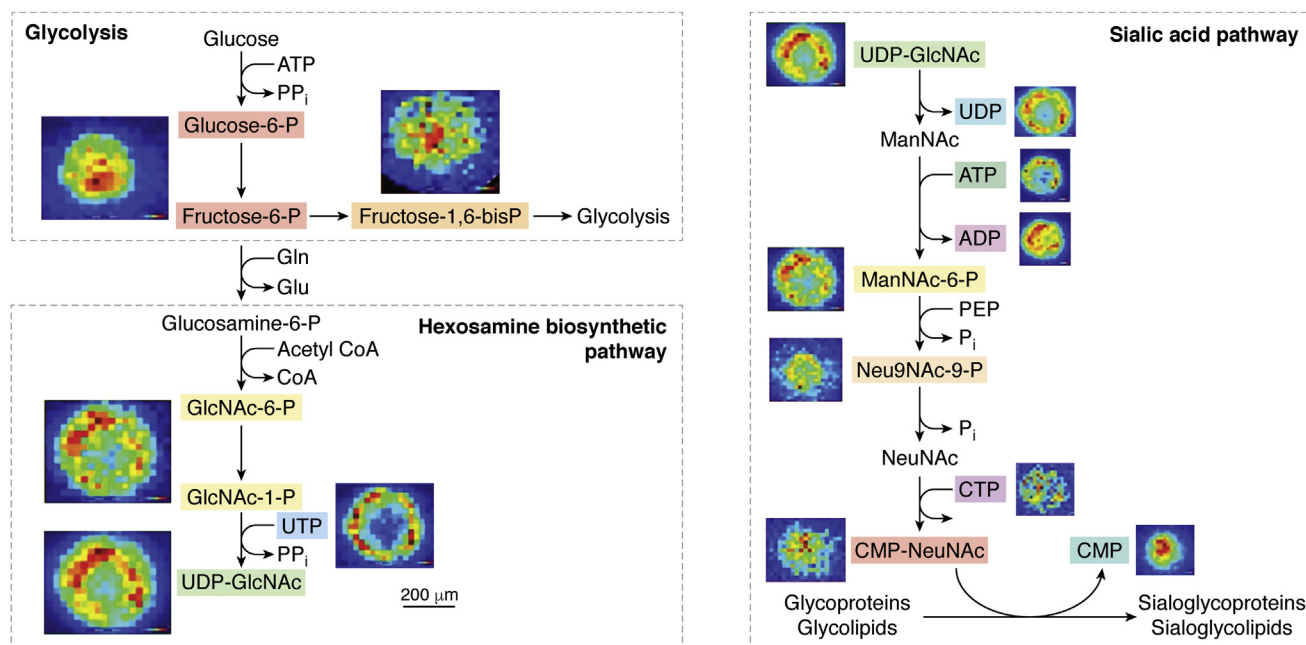 Glycolysis
Glucose
ATP
PPi
Glucose-6-P
Fructose-6-P
Fructose-1,6-bisP
Glycolysis
Gln
Glu
Hexosamine biosynthetic
pathway
Glucosamine-6-P
Acetyl CoA
CoA
GlcNAc-6-P
GlcNAc-1-P
UTP
PPi
UDP-GlcNAc
200 µm
Sialic acid pathway
UDP-GlcNAc
UDP
ManNAc
ATP
ADP
ManNAc-6-P
PEP
Pi
Neu9NAc-9-P
Pi
NeuNAc
CTP
CMP-NeuNAc
CMP
Glycoproteins
Glycolipids
Sialoglycoproteins
Sialoglycolipids